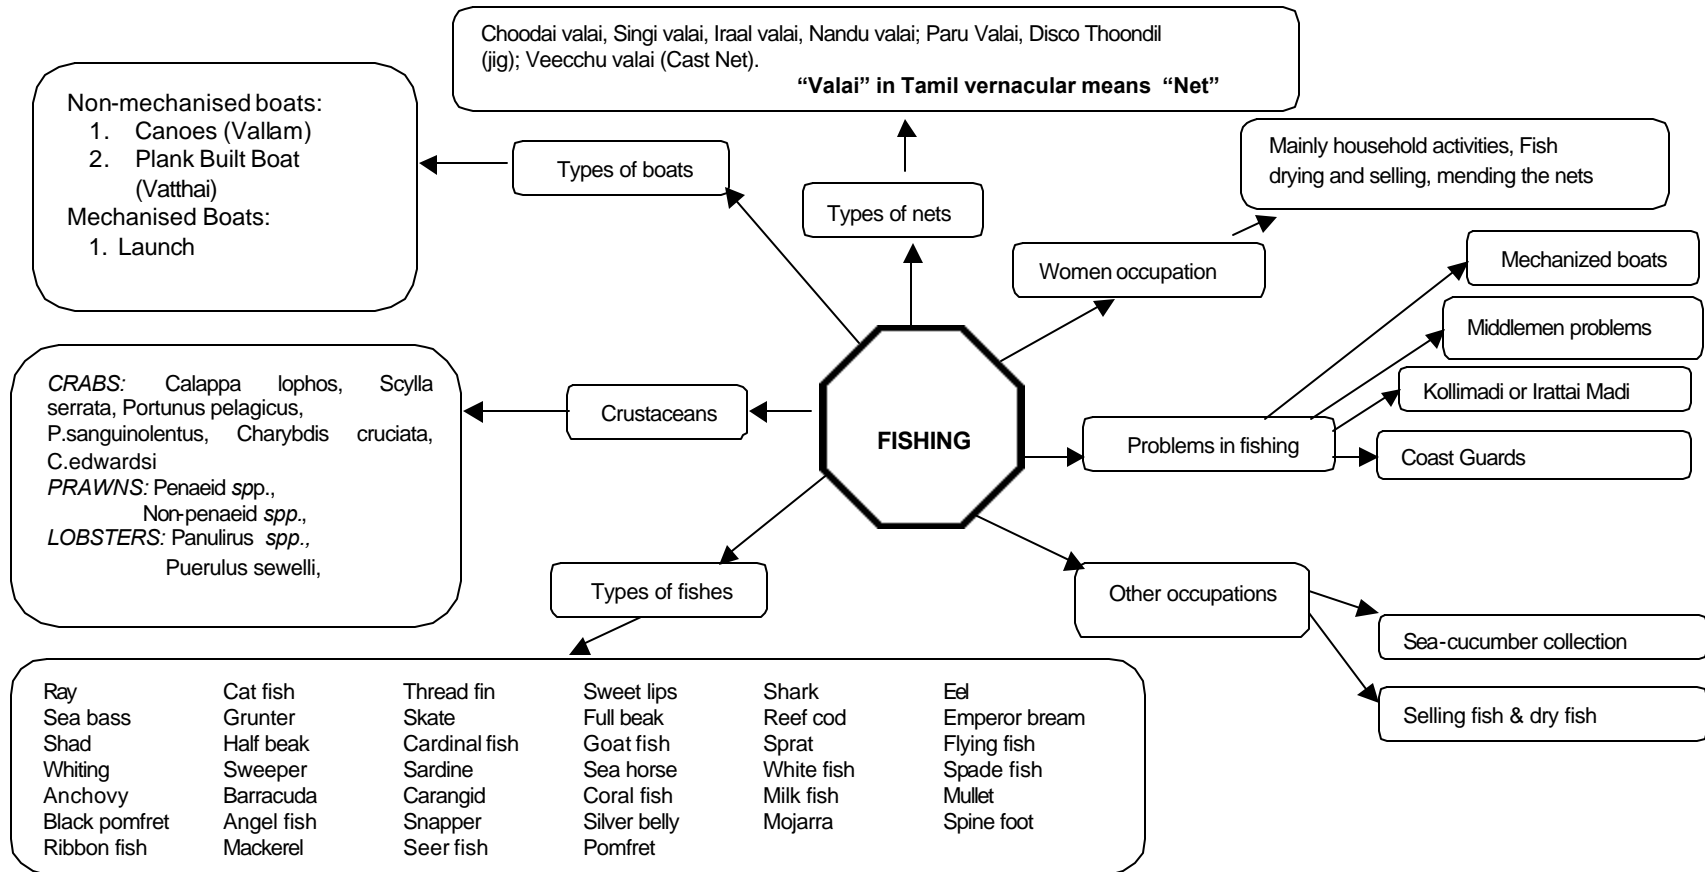 Choodai valai, Singi valai, Iraal valai, Nandu valai; Paru Valai, Disco Thoondil
(jig); Veecchu valai (Cast Net).
“Valai” in Tamil vernacular means “Net”
Non-mechanised boats:
1. Canoes (Vallam)
2. Plank Built Boat
(Vatthai)
Mechanised Boats:
1. Launch
Types of boats
Types of nets
Mainly household activities, Fish
drying and selling, mending the nets
Women occupation
Mechanized boats
Middlemen problems
Kollimadi or Irattai Madi
Coast Guards
Problems in fishing
FISHING
Crustaceans
CRABS: Calappa lophos, Scylla
serrata, Portunus pelagicus,
P.sanguinolentus, Charybdis cruciata,
C.edwardsi
PRAWNS: Penaeid spp.,
Non-penaeid spp.,
LOBSTERS: Panulirus spp.,
Puerulus sewelli,
Types of fishes
Other occupations
Sea-cucumber collection
Selling fish & dry fish
Ray Cat fish Thread fin Sweet lips Shark Eel
Sea bass Grunter Skate Full beak Reef cod Emperor bream
Shad Half beak Cardinal fish Goat fish Sprat Flying fish
Whiting Sweeper Sardine Sea horse White fish Spade fish
Anchovy Barracuda Carangid Coral fish Milk fish Mullet
Black pomfret Angel fish Snapper Silver belly Mojarra Spine foot
Ribbon fish Mackerel Seer fish Pomfret